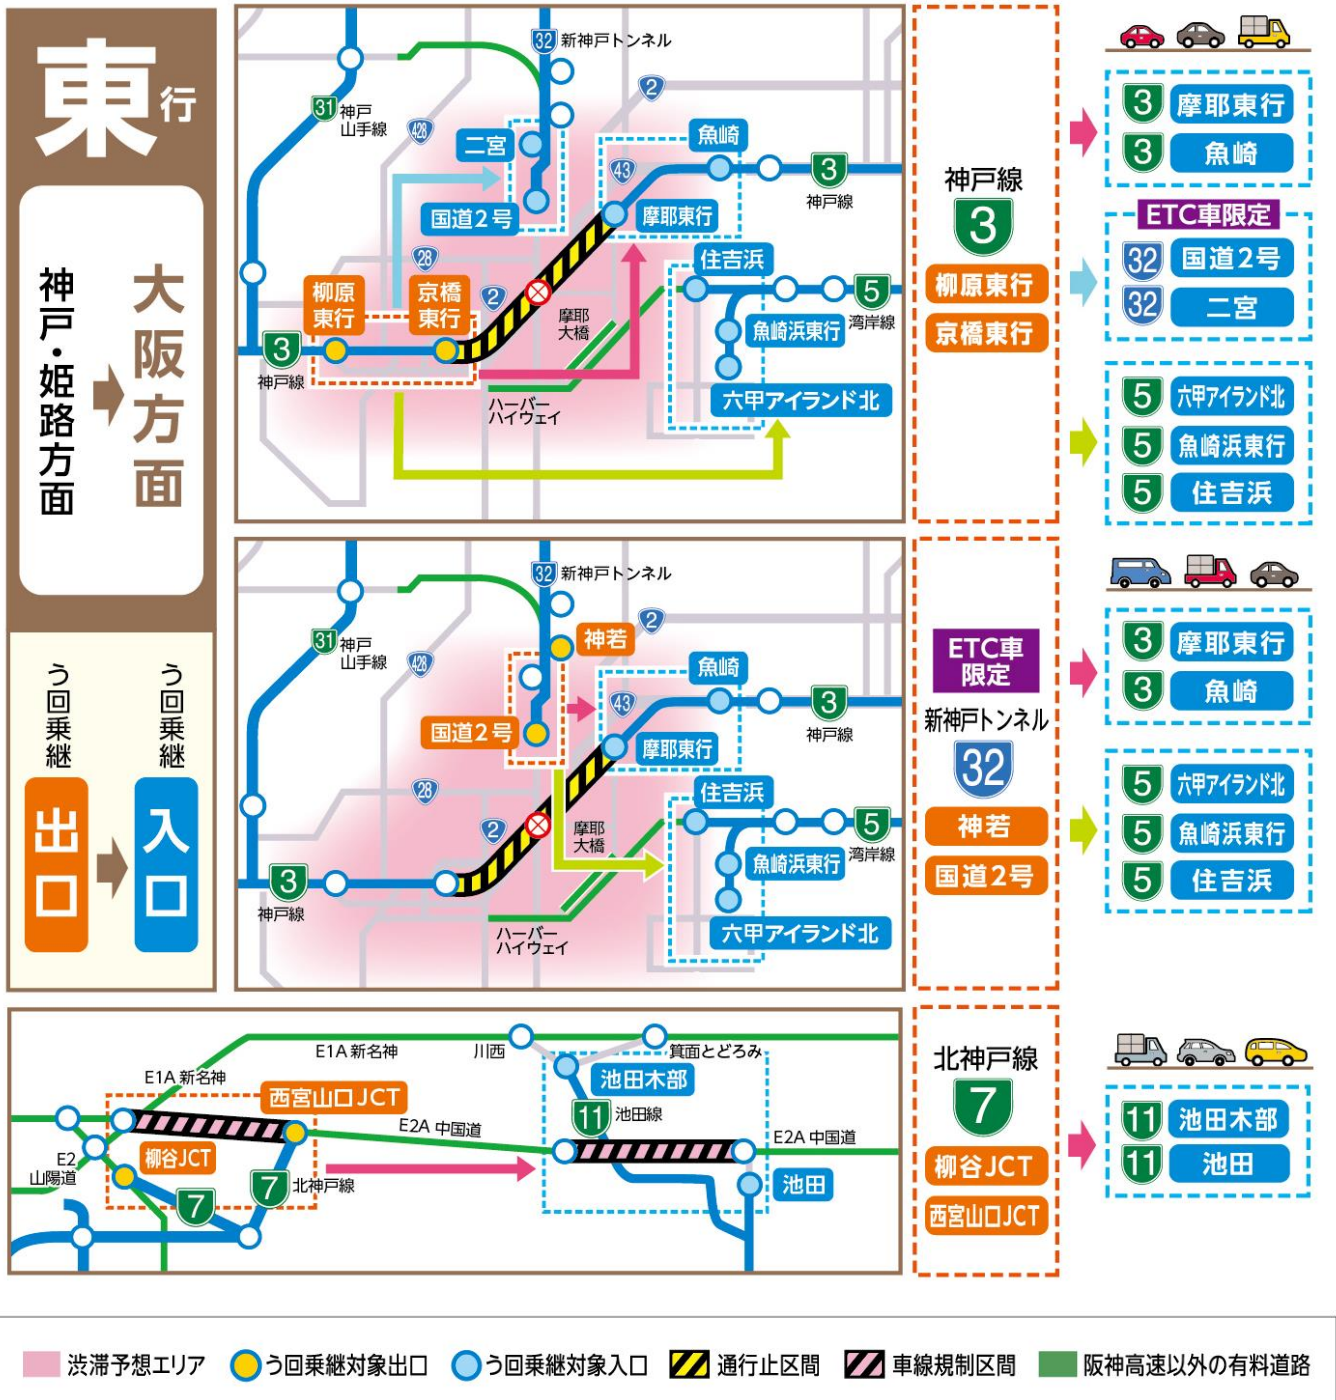 東行
神戸・姫路方面
大阪方面
う回乗継
出口
う回乗継
入口
32
新神戸トンネル
31
神戸
山手線
428
2
二宮
魚崎
43
3
神戸線
国道2号
摩耶東行
28
住吉浜
柳原
東行
京橋
東行
2
摩耶
大橋
5
湾岸線
魚崎浜東行
3
神戸線
六甲アイランド北
ハーバー
ハイウェイ
神戸線
3
柳原東行
京橋東行
3
摩耶東行
3
魚崎
ETC車限定
32
国道2号
32
二宮
5
六甲アイランド北
5
魚崎浜東行
5
住吉浜
32
新神戸トンネル
31
神戸
山手線
428
神若
2
魚崎
43
3
神戸線
国道2号
摩耶東行
28
住吉浜
2
摩耶
大橋
5
湾岸線
魚崎浜東行
3
神戸線
六甲アイランド北
ハーバー
ハイウェイ
ETC車
限定
新神戸トンネル
32
神若
国道2号
3
摩耶東行
3
魚崎
5
六甲アイランド北
5
魚崎浜東行
5
住吉浜
E1A 新名神
川西
箕面とどろみ
E1A 新名神
西宮山口JCT
池田木部
11
池田線
E2A 中国道
E2A 中国道
E2
山陽道
柳谷JCT
7
北神戸線
7
池田
北神戸線
7
柳谷JCT
西宮山口JCT
11
池田木部
11
池田
渋滞予想エリア
う回乗継対象出口
う回乗継対象入口
通行止区間
車線規制区間
阪神高速以外の有料道路